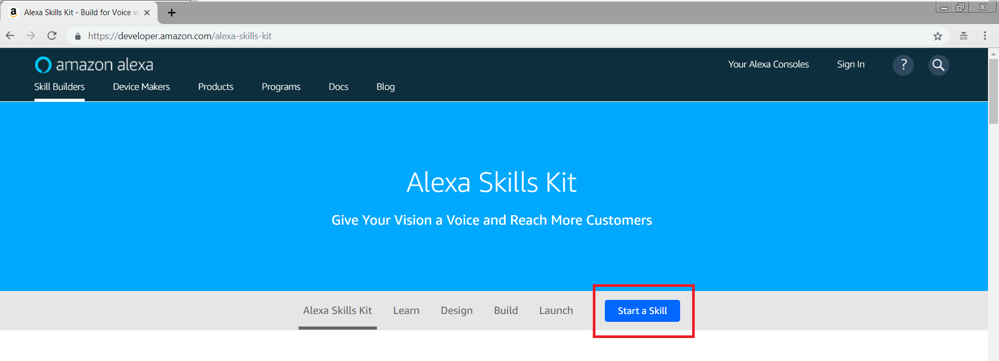 Alexa Skills Kit - Build for Voice w
https://developer.amazon.com/alexa-skills-kit
amazon alexa
Your Alexa Consoles Sign In ?
Skill Builders Device Makers Products Programs Docs Blog
Alexa Skills Kit
Give Your Vision a Voice and Reach More Customers
Alexa Skills Kit Learn Design Build Launch Start a Skill